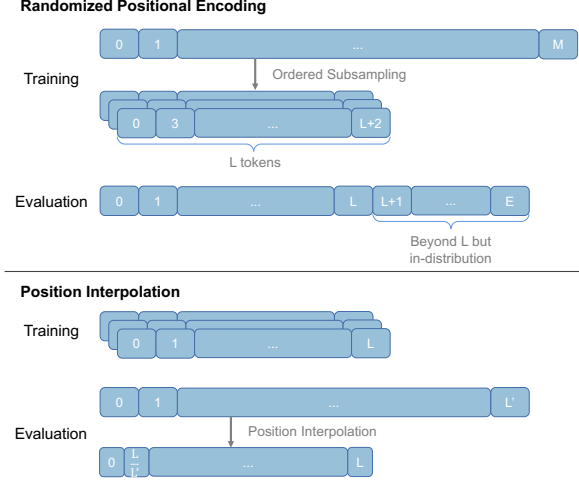 Randomized Positional Encoding
0 1 ... M
Training
Ordered Subsampling
0 3 ... L+2
L tokens
Evaluation 0 1 ... L L+1 ... E
Beyond L but
in-distribution
Position Interpolation
Training
0 1 ... L
0 1 ... L'
Evaluation
Position Interpolation
0 L/L' ... L